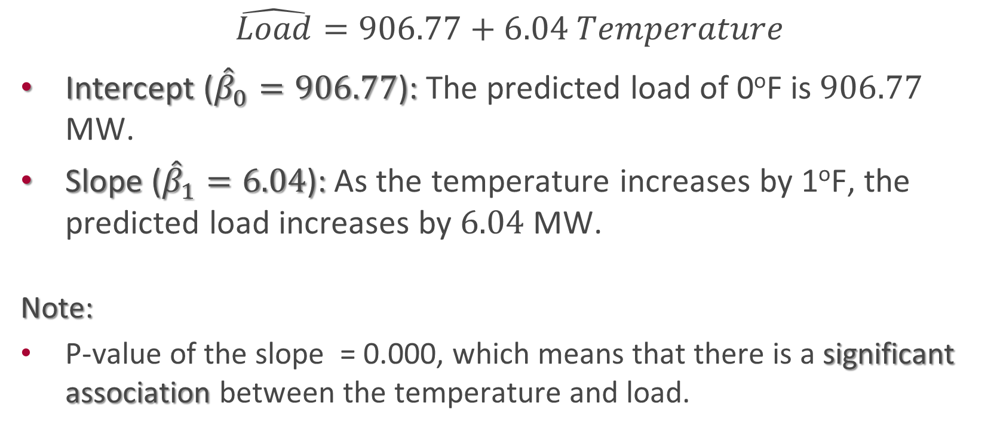 $\widehat{Load} = 906.77 + 6.04\ Temperature$
• Intercept ($\hat{\beta}_0 = 906.77$): The predicted load of 0°F is 906.77
MW.
• Slope ($\hat{\beta}_1 = 6.04$): As the temperature increases by 1°F, the
predicted load increases by 6.04 MW.
Note:
• P-value of the slope = 0.000, which means that there is a significant
association between the temperature and load.